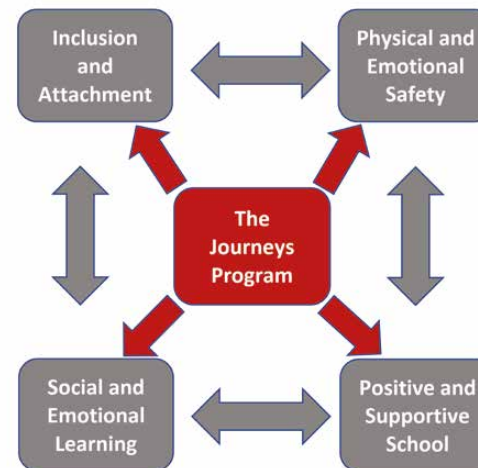 Inclusion
and
Attachment
Physical and
Emotional
Safety
The
Journeys
Program
Social and
Emotional
Learning
Positive and
Supportive
School